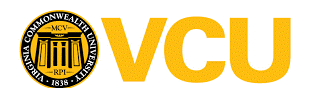 VIRGINIA COMMONWEALTH UNIVERSITY
MCV
RPI
1838
VCU